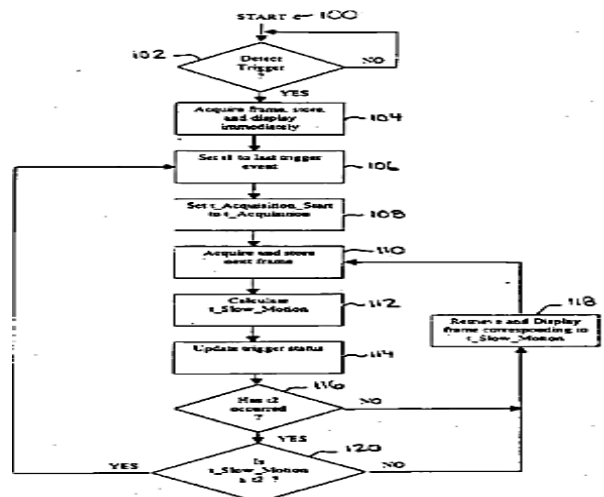 START 100
102
Detect
Trigger
?
NO
YES
Acquire frame, store,
and display
immediately
104
Set t1 to last trigger
event
106
Set t_Acquisition_Start
to t_Acquisition
108
Acquire and store
next frame
110
Calculate
t_Slow_Motion
112
Retrieve and Display
frame corresponding to
t_Slow_Motion
118
Update trigger status
114
Has t2
occurred
?
116
NO
YES
Is
t_Slow_Motion
t2 ?
120
YES
NO